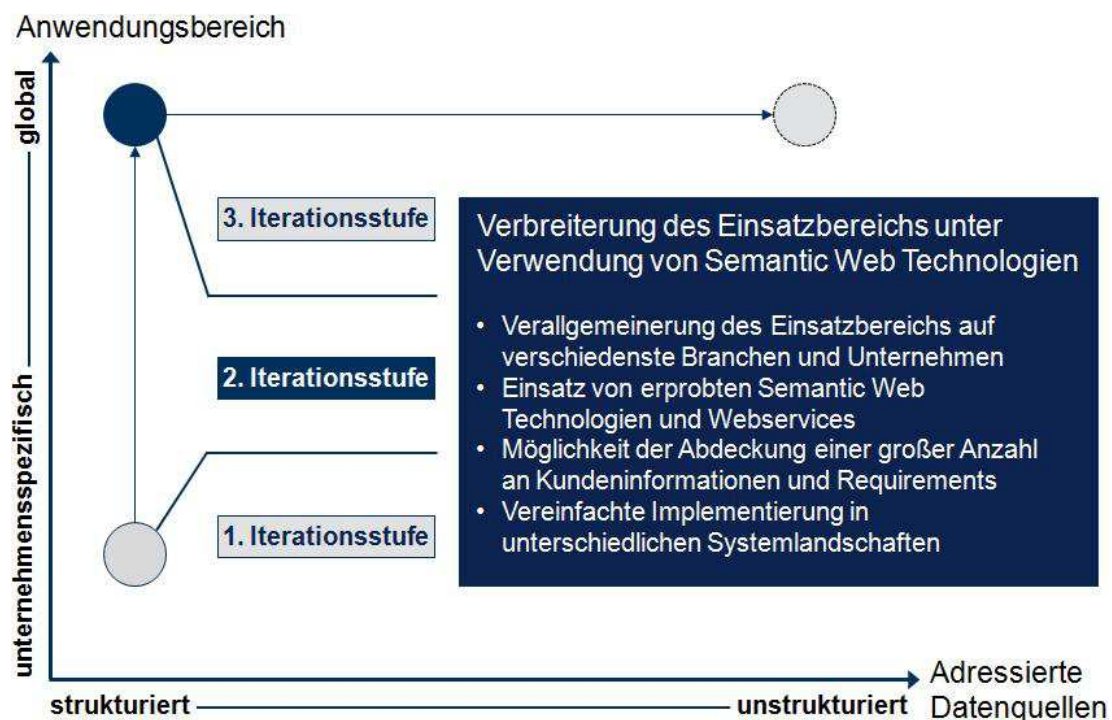 Anwendungsbereich
global
unternehmensspezifisch
3. Iterationsstufe
2. Iterationsstufe
1. Iterationsstufe
Verbreiterung des Einsatzbereichs unter
Verwendung von Semantic Web Technologien
• Verallgemeinerung des Einsatzbereichs auf
verschiedenste Branchen und Unternehmen
• Einsatz von erprobten Semantic Web
Technologien und Webservices
• Möglichkeit der Abdeckung einer großer Anzahl
an Kundeninformationen und Requirements
• Vereinfachte Implementierung in
unterschiedlichen Systemlandschaften
strukturiert
unstrukturiert
Adressierte
Datenquellen